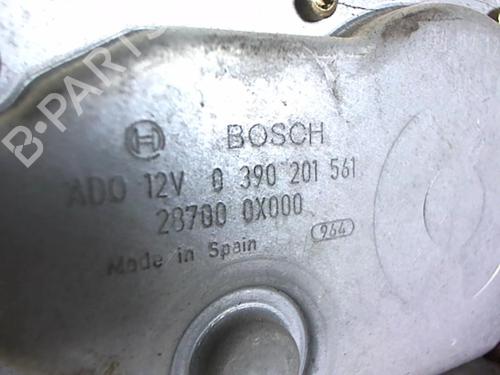 B-PARTS
BOSCH
ADO 12V 0 390 201 561
28700 0X000
964
Made in Spain